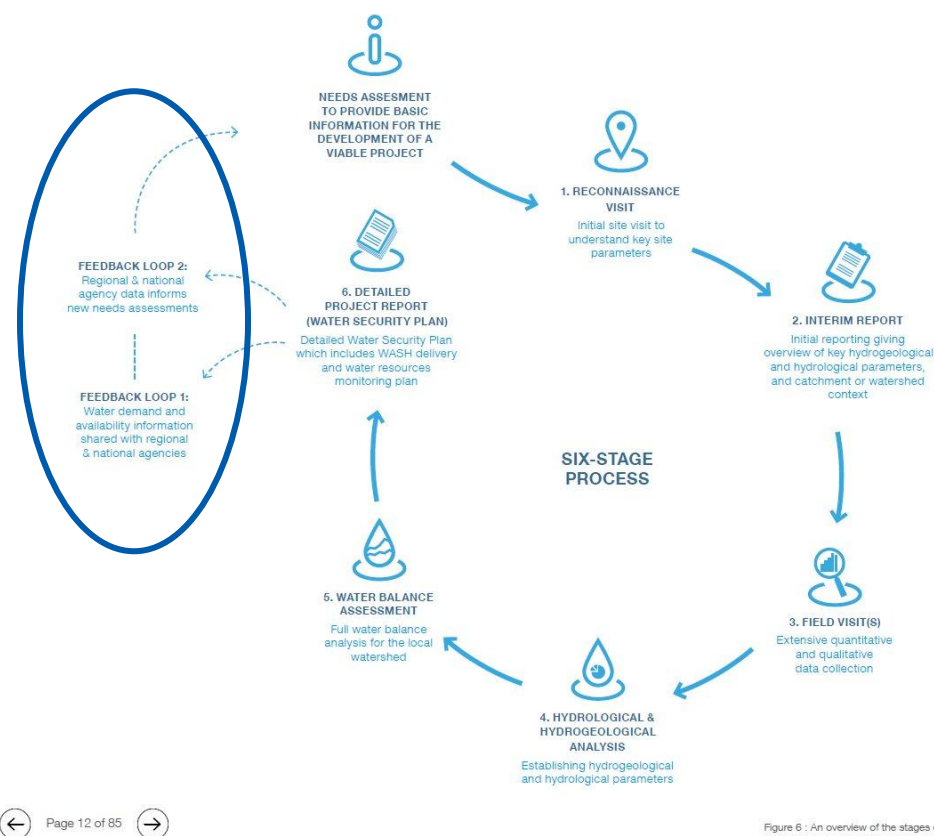 NEEDS ASSESMENT
TO PROVIDE BASIC
INFORMATION FOR THE
DEVELOPMENT OF A
VIABLE PROJECT
1. RECONNAISSANCE
VISIT
Initial site visit to
understand key site
parameters
2. INTERIM REPORT
Initial reporting giving
overview of key hydrogeological
and hydrological parameters,
and catchment or watershed
context
3. FIELD VISIT(S)
Extensive quantitative
and qualitative
data collection
4. HYDROLOGICAL &
HYDROGEOLOGICAL
ANALYSIS
Establishing hydrogeological
and hydrological parameters
5. WATER BALANCE
ASSESSMENT
Full water balance
analysis for the local
watershed
6. DETAILED
PROJECT REPORT
(WATER SECURITY PLAN)
Detailed Water Security Plan
which includes WASH delivery
and water resources
monitoring plan
FEEDBACK LOOP 2:
Regional & national
agency data informs
new needs assessments
FEEDBACK LOOP 1:
Water demand and
availability information
shared with regional
& national agencies
SIX-STAGE
PROCESS
Page 12 of 85
Figure 6 : An overview of the stages